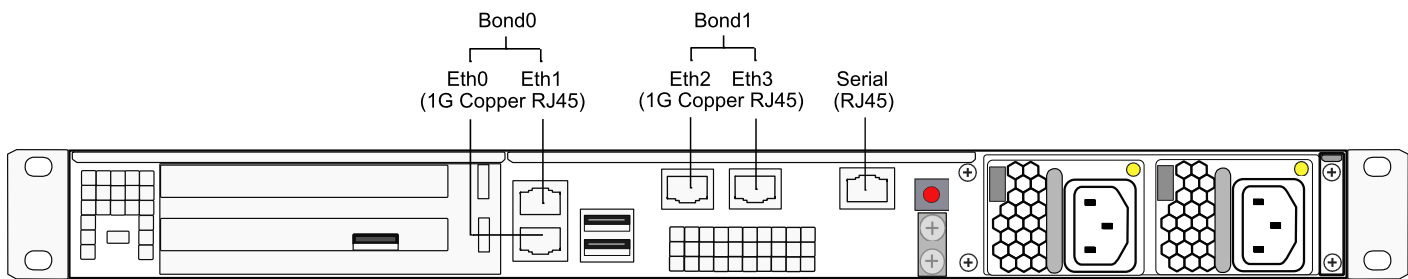 Bond0 Bond1
Eth0 Eth1 Eth2 Eth3 Serial
(1G Copper RJ45) (1G Copper RJ45) (RJ45)